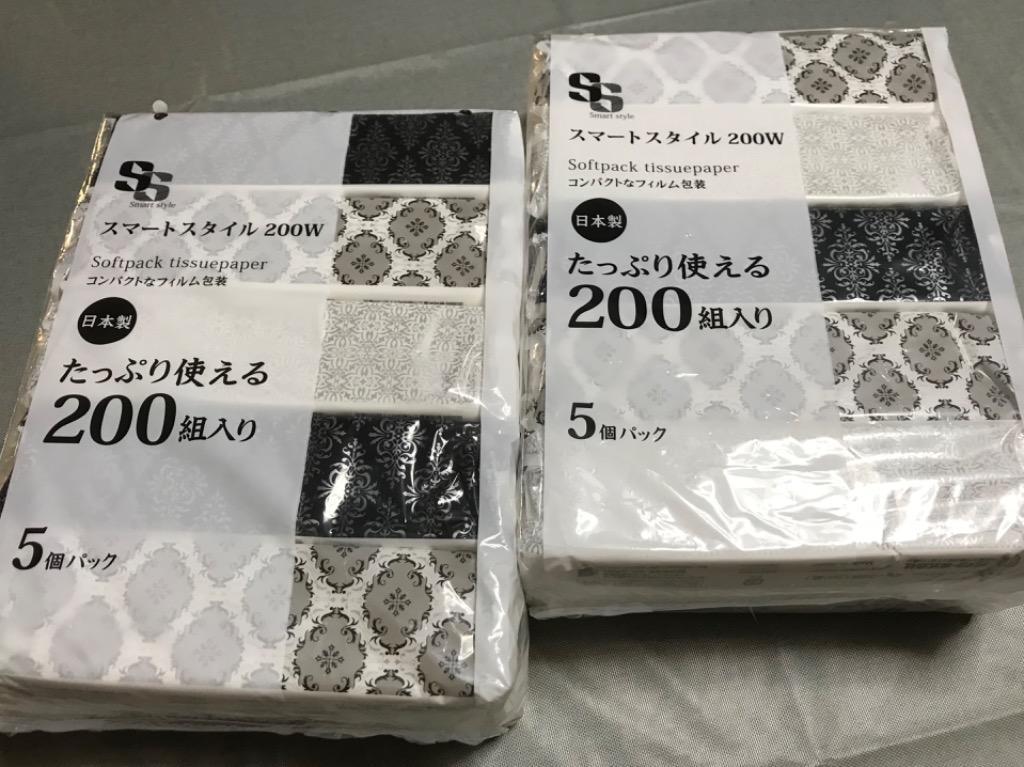 SS
Smart style
スマートスタイル 200W
Softpack tissuepaper
コンパクトなフィルム包装
日本製
たっぷり使える
200組入り
5個パック
SS
Smart style
スマートスタイル 200W
Softpack tissuepaper
コンパクトなフィルム包装
日本製
たっぷり使える
200組入り
5個パック